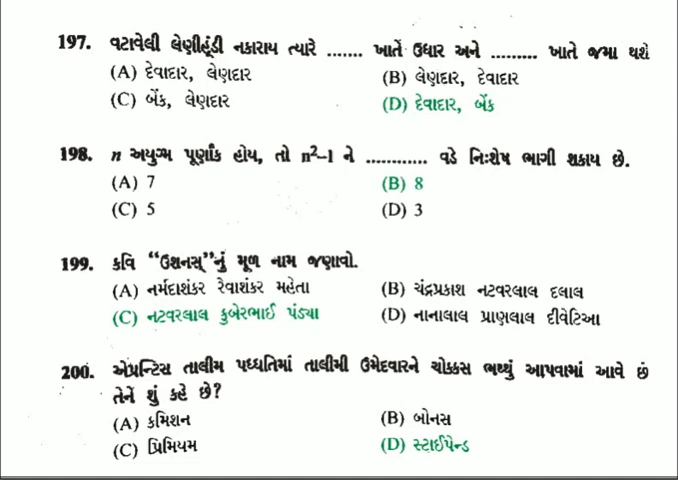 197. વટાવેલી લેણીહૂંડી નકારાય ત્યારે ....... ખાતેં ઉધાર અને ......... ખાતે જમા થશે
(A) દેવાદાર, લેણદાર (B) લેણદાર, દેવાદાર
(C) બેંક, લેણદાર (D) દેવાદાર, બેંક
198. n અયુગ્મ પૂર્ણાંક હોય, તો n²–1 ને ............ વડે નિઃશેષ ભાગી શકાય છે.
(A) 7 (B) 8
(C) 5 (D) 3
199. કવિ “ઉશનસ્”નું મૂળ નામ જણાવો.
(A) નર્મદાશંકર રેવાશંકર મહેતા (B) ચંદ્રપ્રકાશ નટવરલાલ દલાલ
(C) નટવરલાલ કુબેરભાઈ પંડ્યા (D) નાનાલાલ પ્રાણલાલ દીવેટિઆ
200. એપ્રન્ટિસ તાલીમ પધ્ધતિમાં તાલીમી ઉમેદવારને ચોક્કસ ભથ્થું આપવામાં આવે છે
તેને શું કહે છે?
(A) કમિશન (B) બોનસ
(C) પ્રિમિયમ (D) સ્ટાઈપેન્ડ